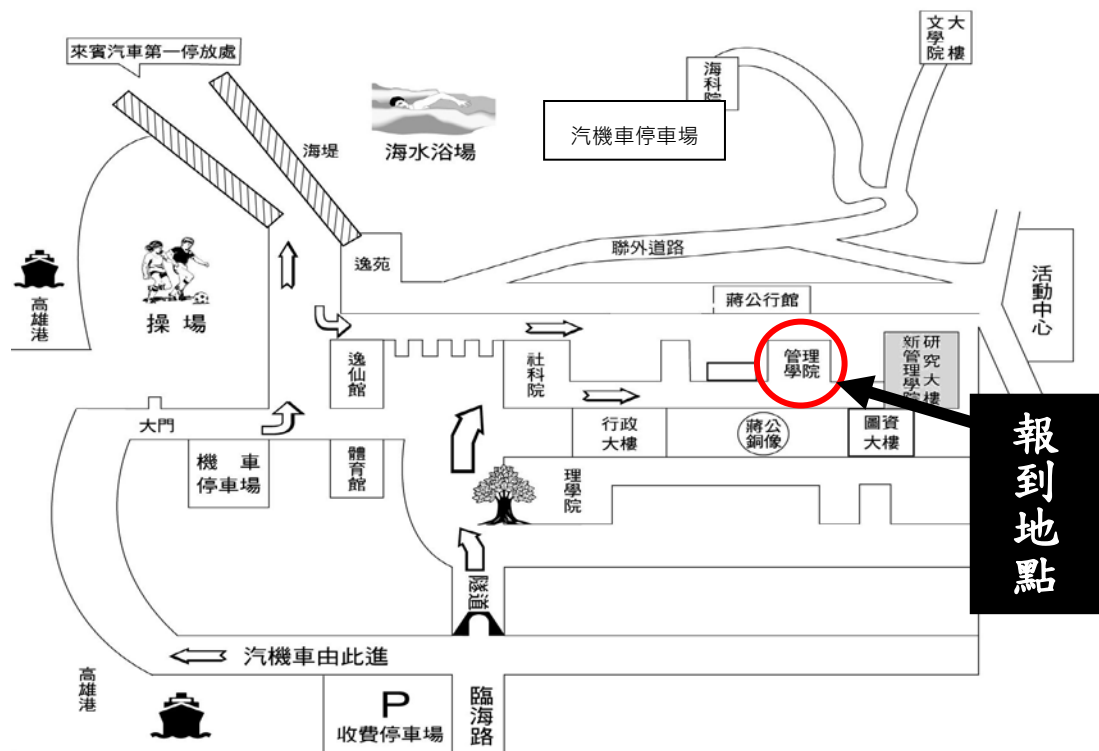 來賓汽車第一停放處
海堤
海水浴場
汽機車停車場
海科院
文學院
大樓
高雄港
操場
逸苑
聯外道路
活動中心
蔣公行館
逸仙館
社科院
管理
學院
新管理學院
研究大樓
大門
行政
大樓
蔣公
銅像
圖資
大樓
報到地點
機車
停車場
體育館
理學院
隧道
汽機車由此進
高雄港
P
收費停車場
臨海路